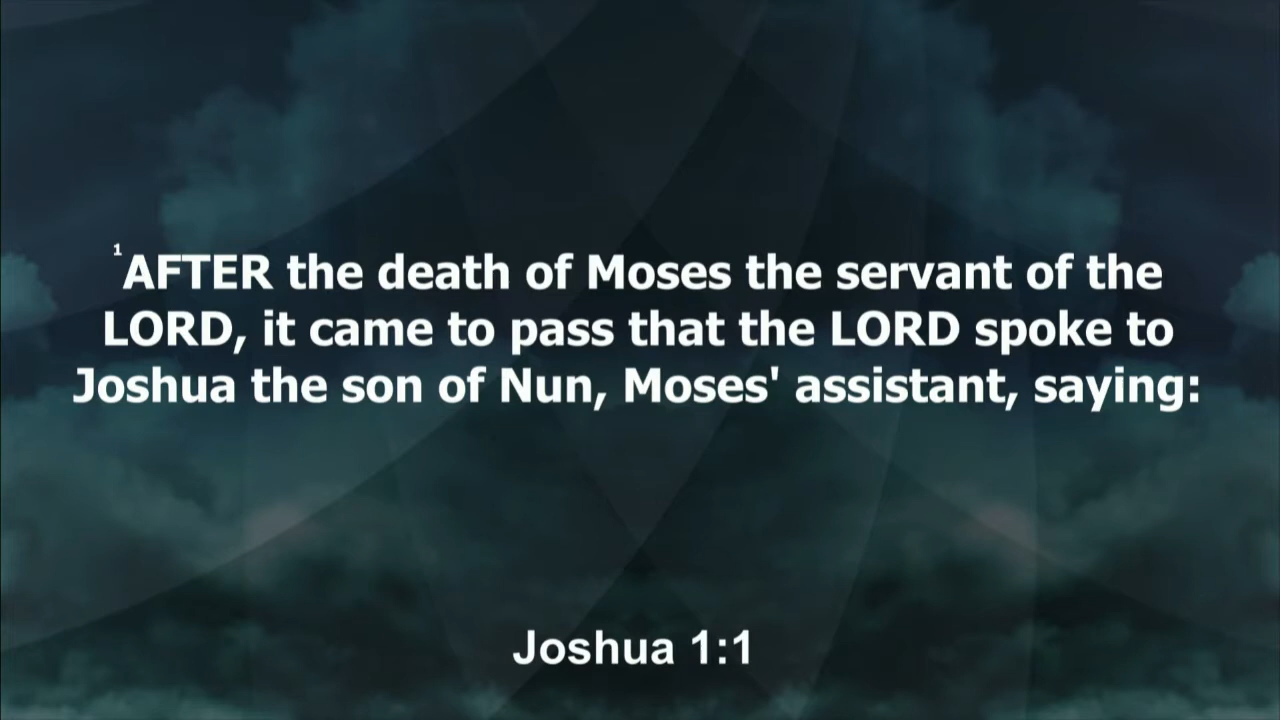 ¹AFTER the death of Moses the servant of the
LORD, it came to pass that the LORD spoke to
Joshua the son of Nun, Moses' assistant, saying:
Joshua 1:1